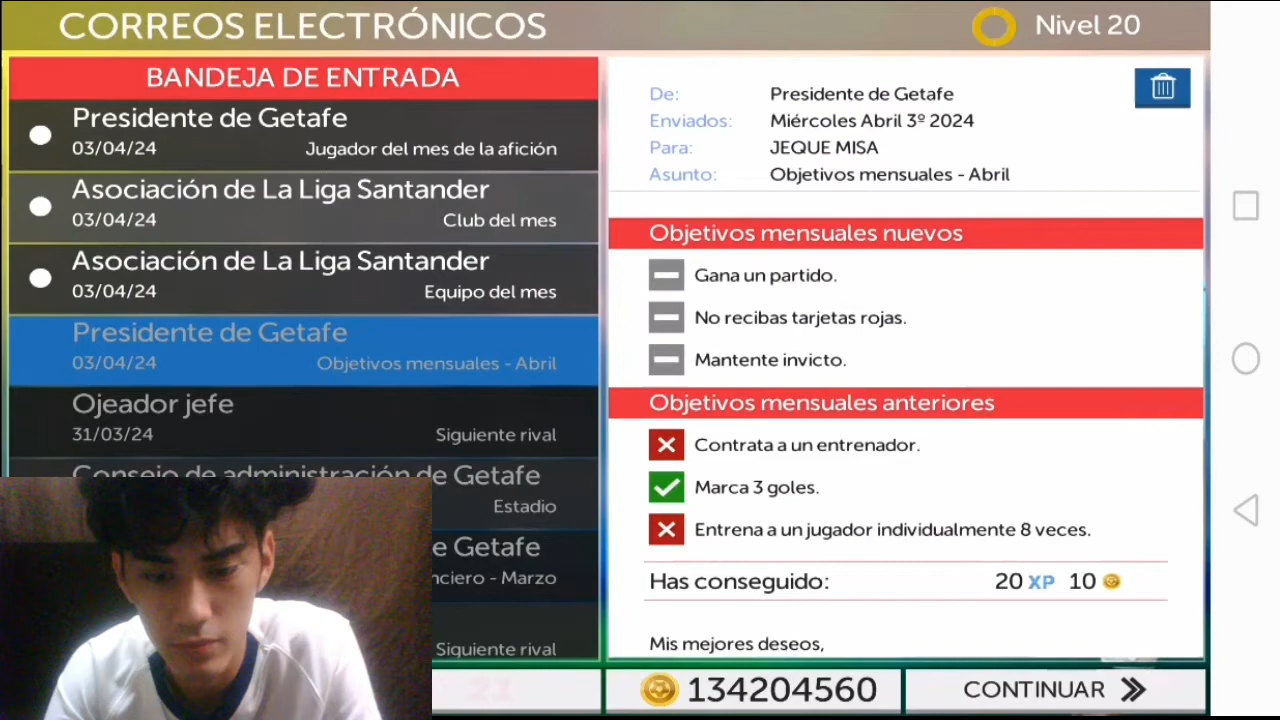 CORREOS ELECTRÓNICOS
Nivel 20
BANDEJA DE ENTRADA
Presidente de Getafe
03/04/24 Jugador del mes de la afición
Asociación de La Liga Santander
03/04/24 Club del mes
Asociación de La Liga Santander
03/04/24 Equipo del mes
Presidente de Getafe
03/04/24 Objetivos mensuales - Abril
Ojeador jefe
31/03/24 Siguiente rival
Consejo de administración de Getafe
Estadio
e Getafe
nciero - Marzo
Siguiente rival
De: Presidente de Getafe
Enviados: Miércoles Abril 3º 2024
Para: JEQUE MISA
Asunto: Objetivos mensuales - Abril
Objetivos mensuales nuevos
Gana un partido.
No recibas tarjetas rojas.
Mantente invicto.
Objetivos mensuales anteriores
Contrata a un entrenador.
Marca 3 goles.
Entrena a un jugador individualmente 8 veces.
Has conseguido: 20 XP 10
Mis mejores deseos,
134204560
CONTINUAR